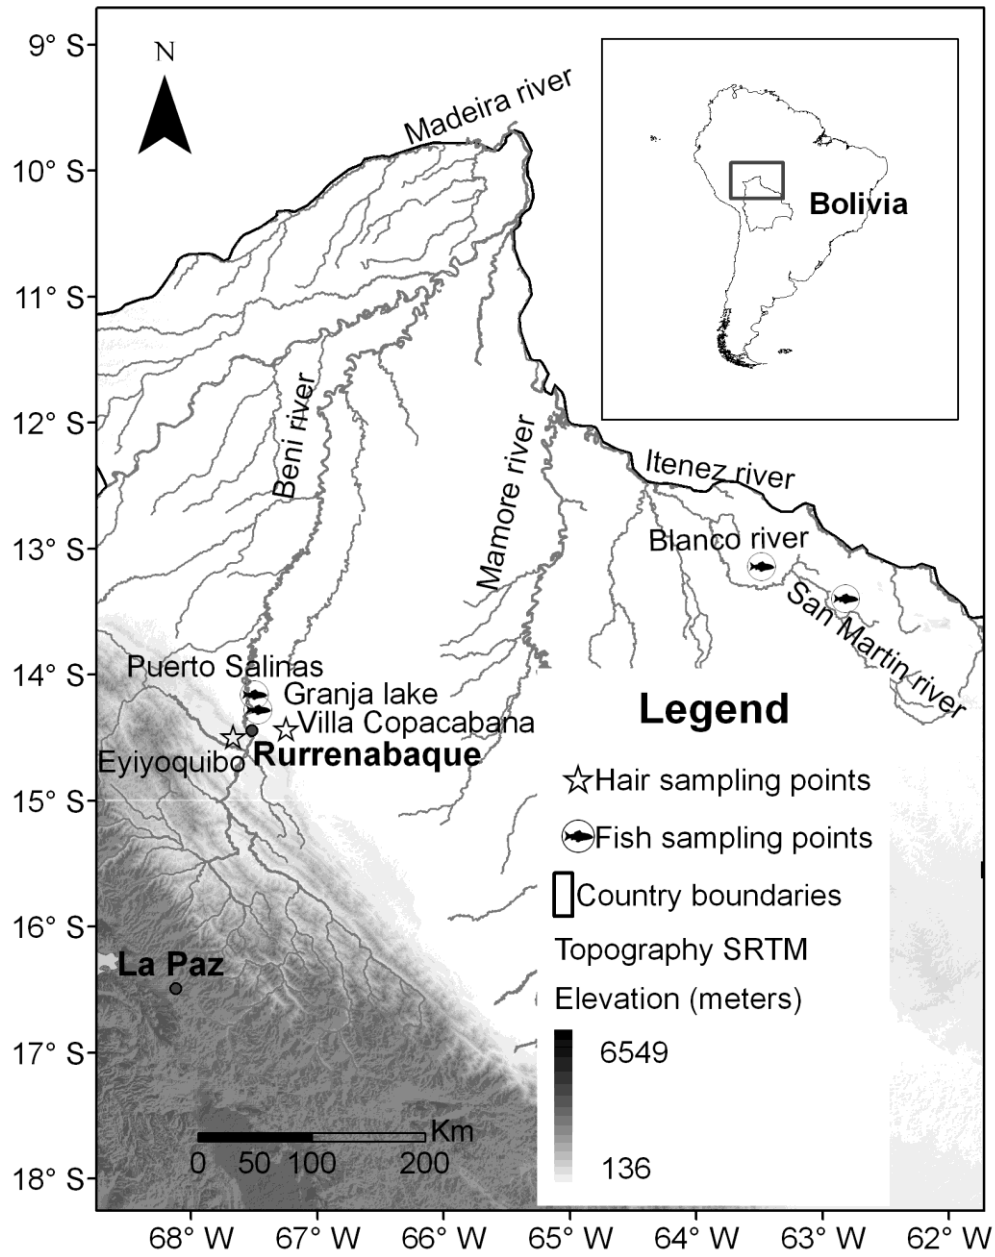 9° S
10° S
11° S
12° S
13° S
14° S
15° S
16° S
17° S
18° S
N
Madeira river
Bolivia
Beni river
Mamore river
Itenez river
Blanco river
San Martin river
Puerto Salinas
Granja lake
Villa Copacabana
Eyiyoquibo
Rurrenabaque
La Paz
Legend
Hair sampling points
Fish sampling points
Country boundaries
Topography SRTM
Elevation (meters)
6549
136
Km
0 50 100 200
68° W 67° W 66° W 65° W 64° W 63° W 62° W